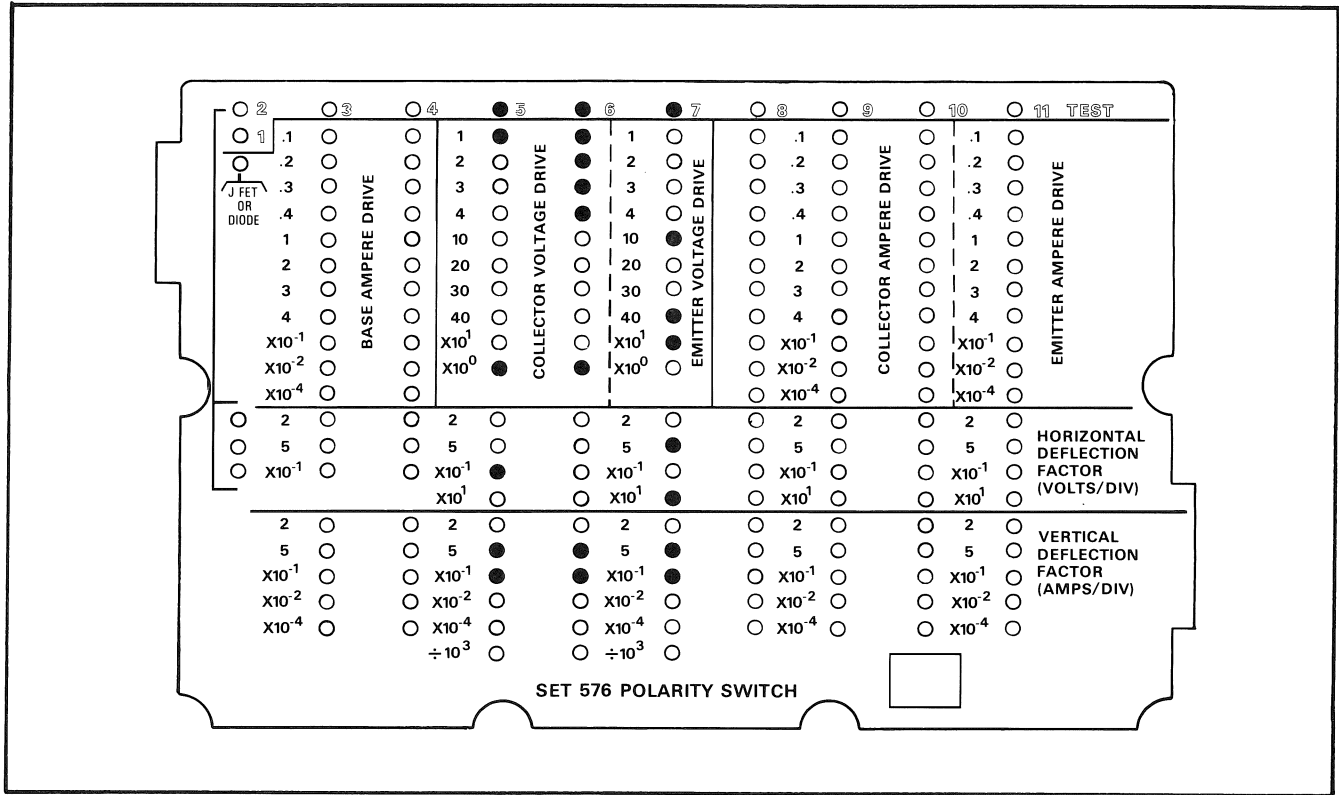 2 3 4 5 6 7 8 9 10 11 TEST
1 .1 1 1 .1 .1
.2 2 2 .2 .2
J FET OR DIODE
.3 3 3 .3 .3
.4 4 4 .4 .4
1 10 10 1 1
2 20 20 2 2
3 30 30 3 3
4 40 40 4 4
X10-1 X101 X101 X10-1 X10-1
X10-2 X100 X100 X10-2 X10-2
X10-4 X10-4 X10-4
BASE AMPERE DRIVE
COLLECTOR VOLTAGE DRIVE
EMITTER VOLTAGE DRIVE
COLLECTOR AMPERE DRIVE
EMITTER AMPERE DRIVE
2 2 2 2 2
5 5 5 5 5
X10-1 X10-1 X10-1 X10-1 X10-1
X101 X101 X101 X101
HORIZONTAL
DEFLECTION
FACTOR
(VOLTS/DIV)
2 2 2 2 2
5 5 5 5 5
X10-1 X10-1 X10-1 X10-1 X10-1
X10-2 X10-2 X10-2 X10-2 X10-2
X10-4 X10-4 X10-4 X10-4 X10-4
÷103 ÷103
VERTICAL
DEFLECTION
FACTOR
(AMPS/DIV)
SET 576 POLARITY SWITCH